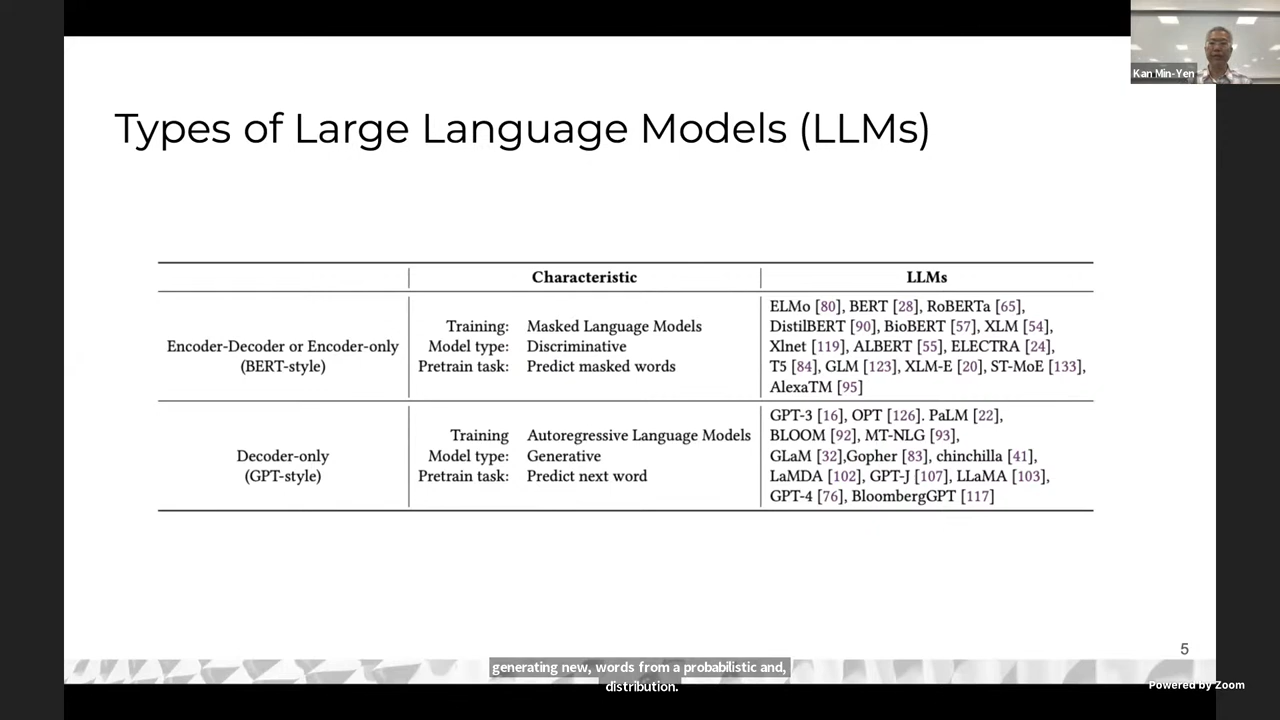 Kan Min-Yen
Types of Large Language Models (LLMs)
Characteristic
LLMs
Encoder-Decoder or Encoder-only
(BERT-style)
Training: Masked Language Models
Model type: Discriminative
Pretrain task: Predict masked words
ELMo [80], BERT [28], RoBERTa [65],
DistilBERT [90], BioBERT [57], XLM [54],
Xlnet [119], ALBERT [55], ELECTRA [24],
T5 [84], GLM [123], XLM-E [20], ST-MoE [133],
AlexaTM [95]
Decoder-only
(GPT-style)
Training Autoregressive Language Models
Model type: Generative
Pretrain task: Predict next word
GPT-3 [16], OPT [126]. PaLM [22],
BLOOM [92], MT-NLG [93],
GLaM [32],Gopher [83], chinchilla [41],
LaMDA [102], GPT-J [107], LLaMA [103],
GPT-4 [76], BloombergGPT [117]
5
generating new, words from a probabilistic and,
distribution.
Powered by Zoom